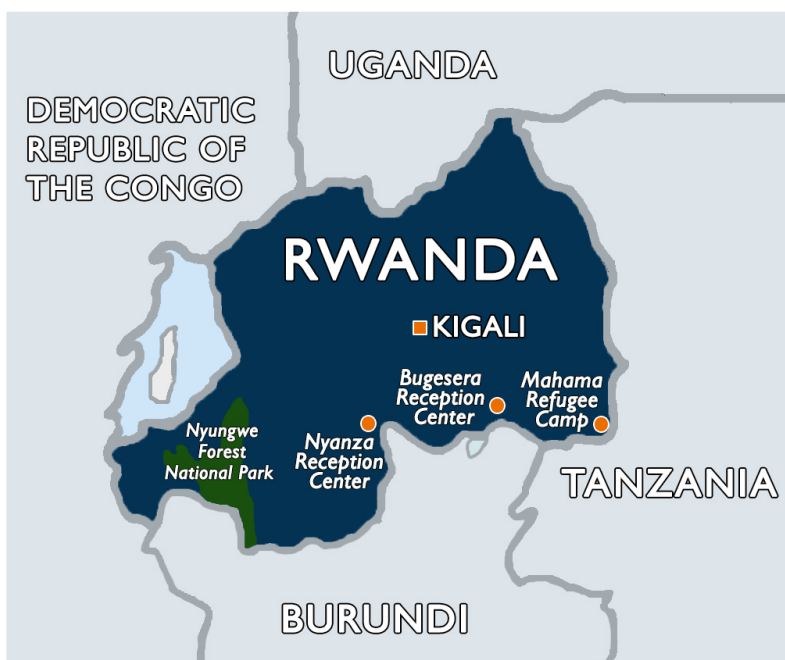 UGANDA
DEMOCRATIC
REPUBLIC OF
THE CONGO
RWANDA
KIGALI
Bugesera
Reception
Center
Mahama
Refugee
Camp
Nyungwe
Forest
National Park
Nyanza
Reception
Center
TANZANIA
BURUNDI